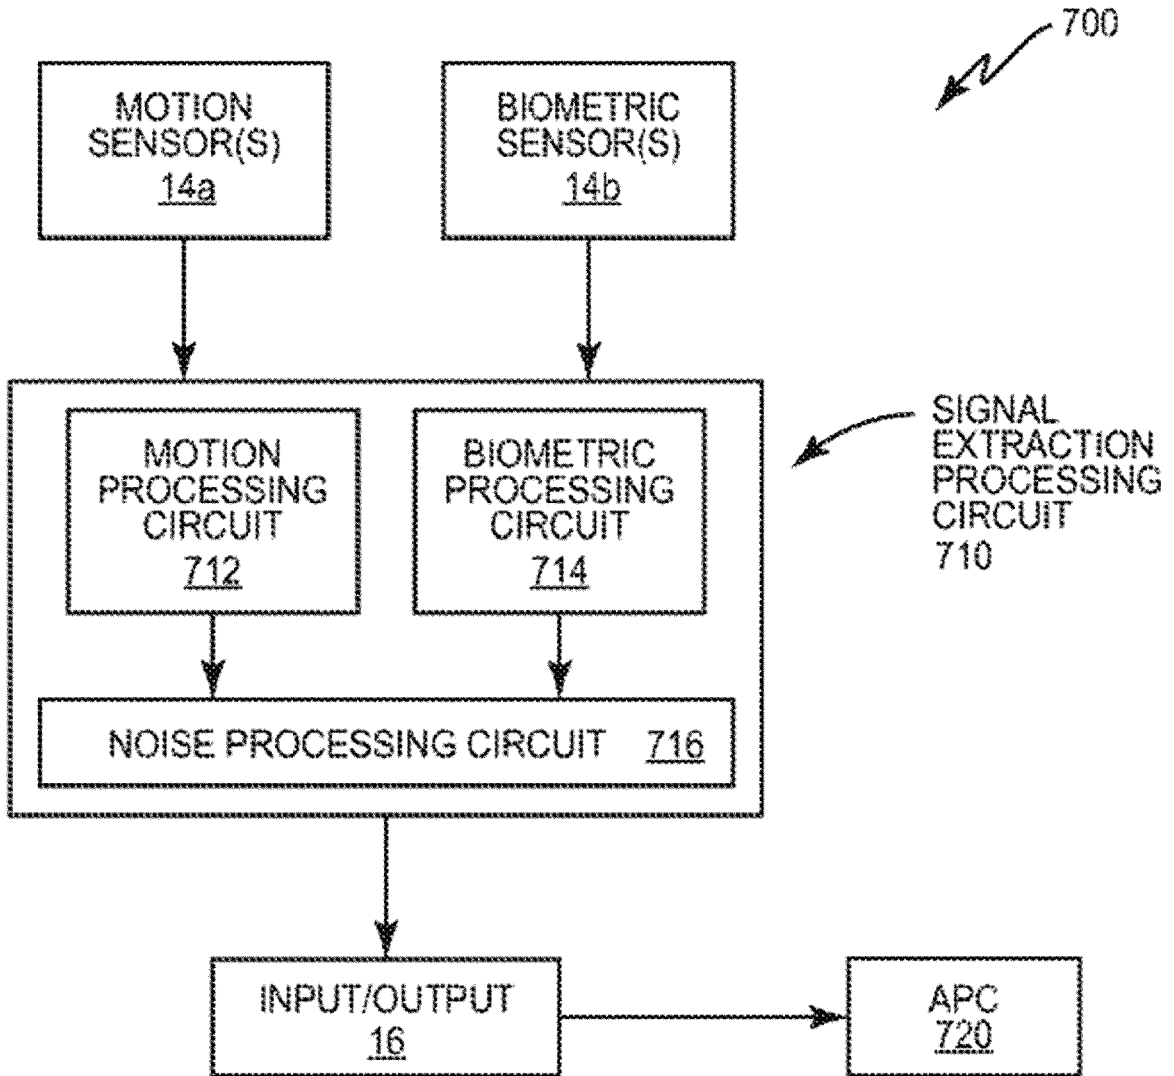 700
MOTION
SENSOR(S)
14a
BIOMETRIC
SENSOR(S)
14b
MOTION
PROCESSING
CIRCUIT
712
BIOMETRIC
PROCESSING
CIRCUIT
714
SIGNAL
EXTRACTION
PROCESSING
CIRCUIT
710
NOISE PROCESSING CIRCUIT 716
INPUT/OUTPUT
16
APC
720